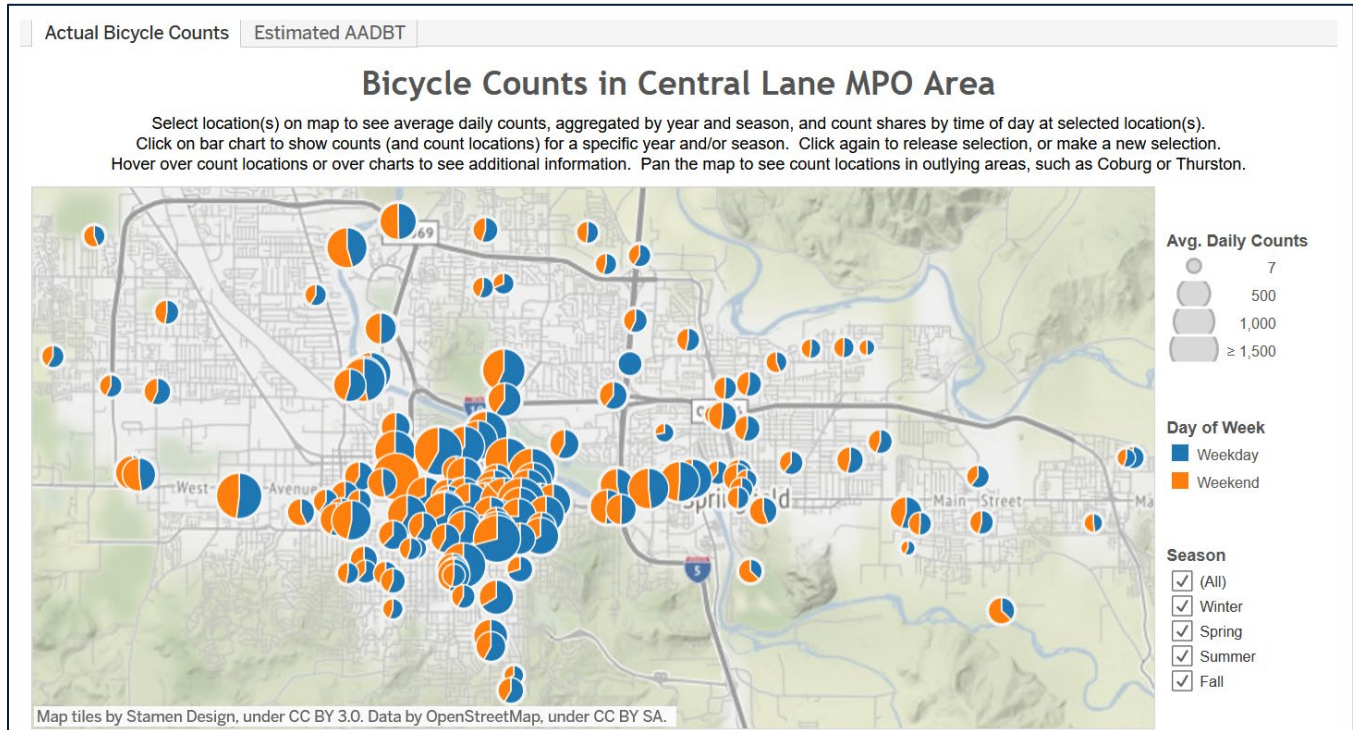 Actual Bicycle Counts
Estimated AADBT
Bicycle Counts in Central Lane MPO Area
Select location(s) on map to see average daily counts, aggregated by year and season, and count shares by time of day at selected location(s).
Click on bar chart to show counts (and count locations) for a specific year and/or season.  Click again to release selection, or make a new selection.
Hover over count locations or over charts to see additional information.  Pan the map to see count locations in outlying areas, such as Coburg or Thurston.
69
West
Avenue
Main Street
5
Map tiles by Stamen Design, under CC BY 3.0. Data by OpenStreetMap, under CC BY SA.
Avg. Daily Counts
7
500
1,000
≥ 1,500
Day of Week
Weekday
Weekend
Season
(All)
Winter
Spring
Summer
Fall